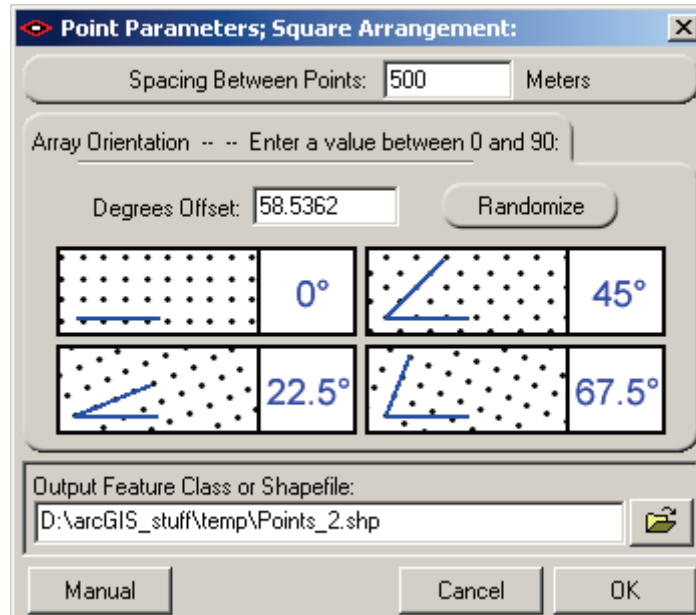 Point Parameters; Square Arrangement:
Spacing Between Points: 500 Meters
Array Orientation -- -- Enter a value between 0 and 90:
Degrees Offset: 58.5362 Randomize
0° 45°
22.5° 67.5°
Output Feature Class or Shapefile:
D:\arcGIS_stuff\temp\Points_2.shp
Manual Cancel OK